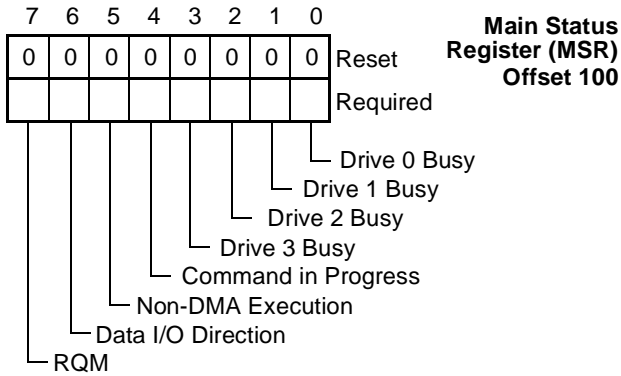 7 6 5 4 3 2 1 0
Main Status
Register (MSR)
Offset 100
0 0 0 0 0 0 0 0 Reset
Required
Drive 0 Busy
Drive 1 Busy
Drive 2 Busy
Drive 3 Busy
Command in Progress
Non-DMA Execution
Data I/O Direction
RQM